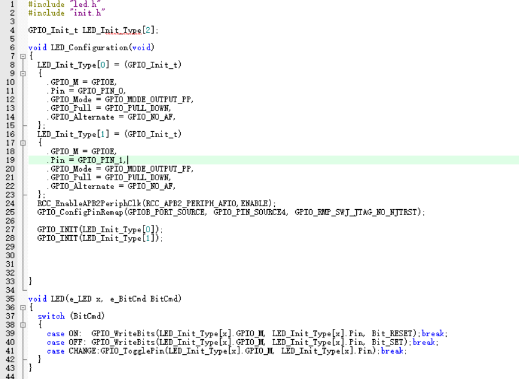 1 #include "led.h"
2 #include "init.h"
3
4 GPIO_Init_t LED_Init_Type[2];
5
6 void LED_Configuration(void)
7 {
8 LED_Init_Type[0] = (GPIO_Init_t)
9 {
10 .GPIO_M = GPIOE,
11 .Pin = GPIO_PIN_0,
12 .GPIO_Mode = GPIO_MODE_OUTPUT_PP,
13 .GPIO_Pull = GPIO_PULL_DOWN,
14 .GPIO_Alternate = GPIO_NO_AF,
15 };
16 LED_Init_Type[1] = (GPIO_Init_t)
17 {
18 .GPIO_M = GPIOE,
19 .Pin = GPIO_PIN_1,
20 .GPIO_Mode = GPIO_MODE_OUTPUT_PP,
21 .GPIO_Pull = GPIO_PULL_DOWN,
22 .GPIO_Alternate = GPIO_NO_AF,
23 };
24 RCC_EnableAPB2PeriphClk(RCC_APB2_PERIPH_AFIO,ENABLE);
25 GPIO_ConfigPinRemap(GPIOB_PORT_SOURCE, GPIO_PIN_SOURCE4, GPIO_RMP_SWJ_JTAG_NO_NJTRST);
26
27 GPIO_INIT(LED_Init_Type[0]);
28 GPIO_INIT(LED_Init_Type[1]);
29
30
31
32
33 }
34
35 void LED(e_LED x, e_BitCmd BitCmd)
36 {
37 switch (BitCmd)
38 {
39 case ON: GPIO_WriteBits(LED_Init_Type[x].GPIO_M, LED_Init_Type[x].Pin, Bit_RESET);break;
40 case OFF: GPIO_WriteBits(LED_Init_Type[x].GPIO_M, LED_Init_Type[x].Pin, Bit_SET);break;
41 case CHANGE:GPIO_TogglePin(LED_Init_Type[x].GPIO_M, LED_Init_Type[x].Pin);break;
42 }
43 }
44